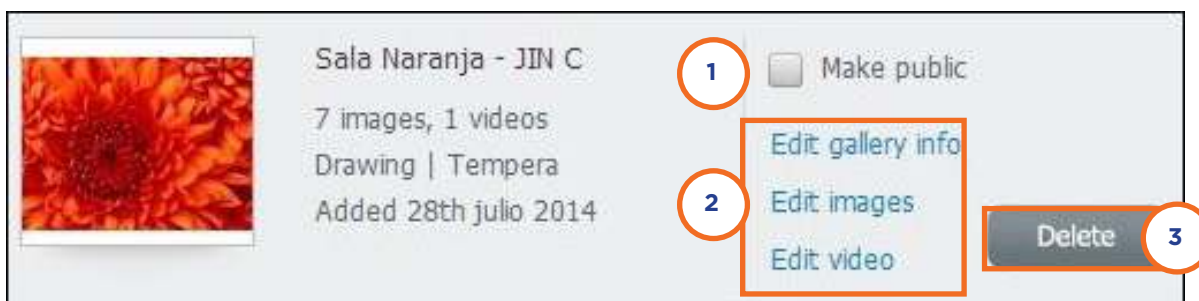 Sala Naranja - JIN C
7 images, 1 videos
Drawing | Tempera
Added 28th julio 2014
1
Make public
2
Edit gallery info
Edit images
Edit video
Delete
3